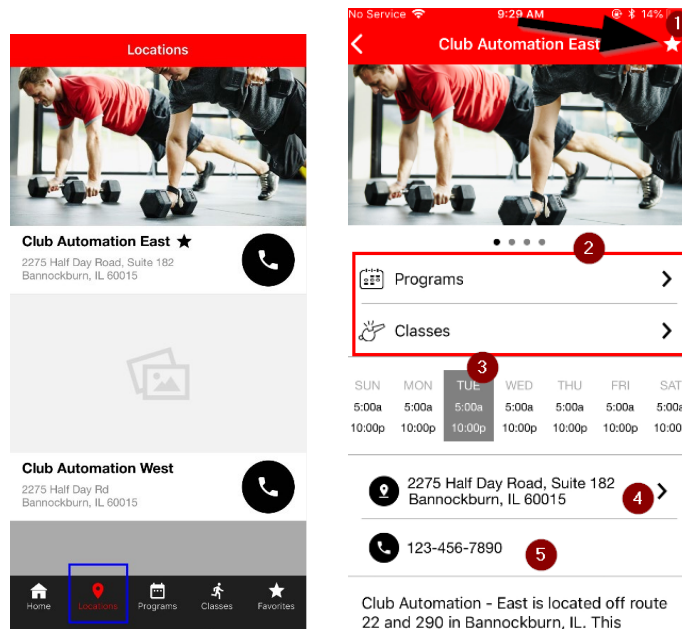 Locations
Club Automation East ★
2275 Half Day Road, Suite 182
Bannockburn, IL 60015
Club Automation West
2275 Half Day Rd
Bannockburn, IL 60015
Home Locations Programs Classes Favorites
No Service 9:29 AM 14%
1
Club Automation East
2
Programs
Classes
3
SUN MON TUE WED THU FRI SAT
5:00a 5:00a 5:00a 5:00a 5:00a 5:00a 5:00a
10:00p 10:00p 10:00p 10:00p 10:00p 10:00p 10:00
2275 Half Day Road, Suite 182
Bannockburn, IL 60015
4
123-456-7890
5
Club Automation - East is located off route
22 and 290 in Bannockburn, IL. This